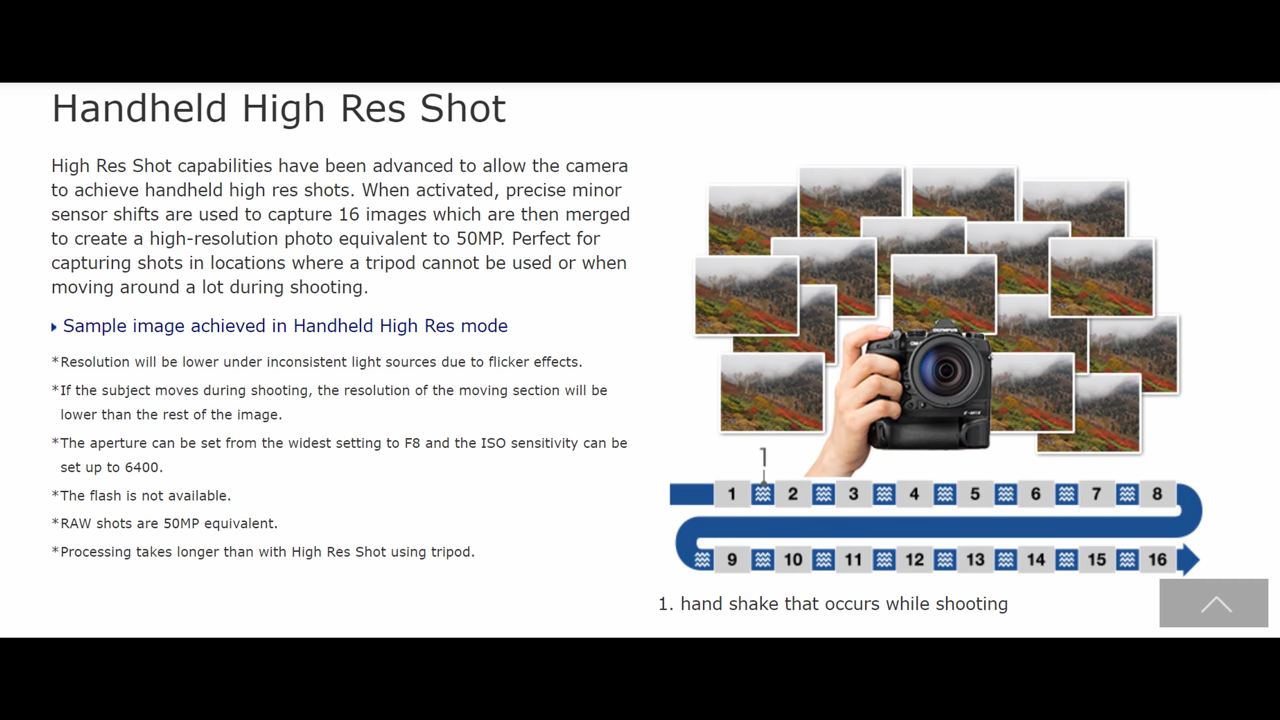 Handheld High Res Shot
High Res Shot capabilities have been advanced to allow the camera
to achieve handheld high res shots. When activated, precise minor
sensor shifts are used to capture 16 images which are then merged
to create a high-resolution photo equivalent to 50MP. Perfect for
capturing shots in locations where a tripod cannot be used or when
moving around a lot during shooting.
Sample image achieved in Handheld High Res mode
*Resolution will be lower under inconsistent light sources due to flicker effects.
*If the subject moves during shooting, the resolution of the moving section will be
lower than the rest of the image.
*The aperture can be set from the widest setting to F8 and the ISO sensitivity can be
set up to 6400.
*The flash is not available.
*RAW shots are 50MP equivalent.
*Processing takes longer than with High Res Shot using tripod.
OLYMPUS
1
1 2 3 4 5 6 7 8
9 10 11 12 13 14 15 16
1. hand shake that occurs while shooting